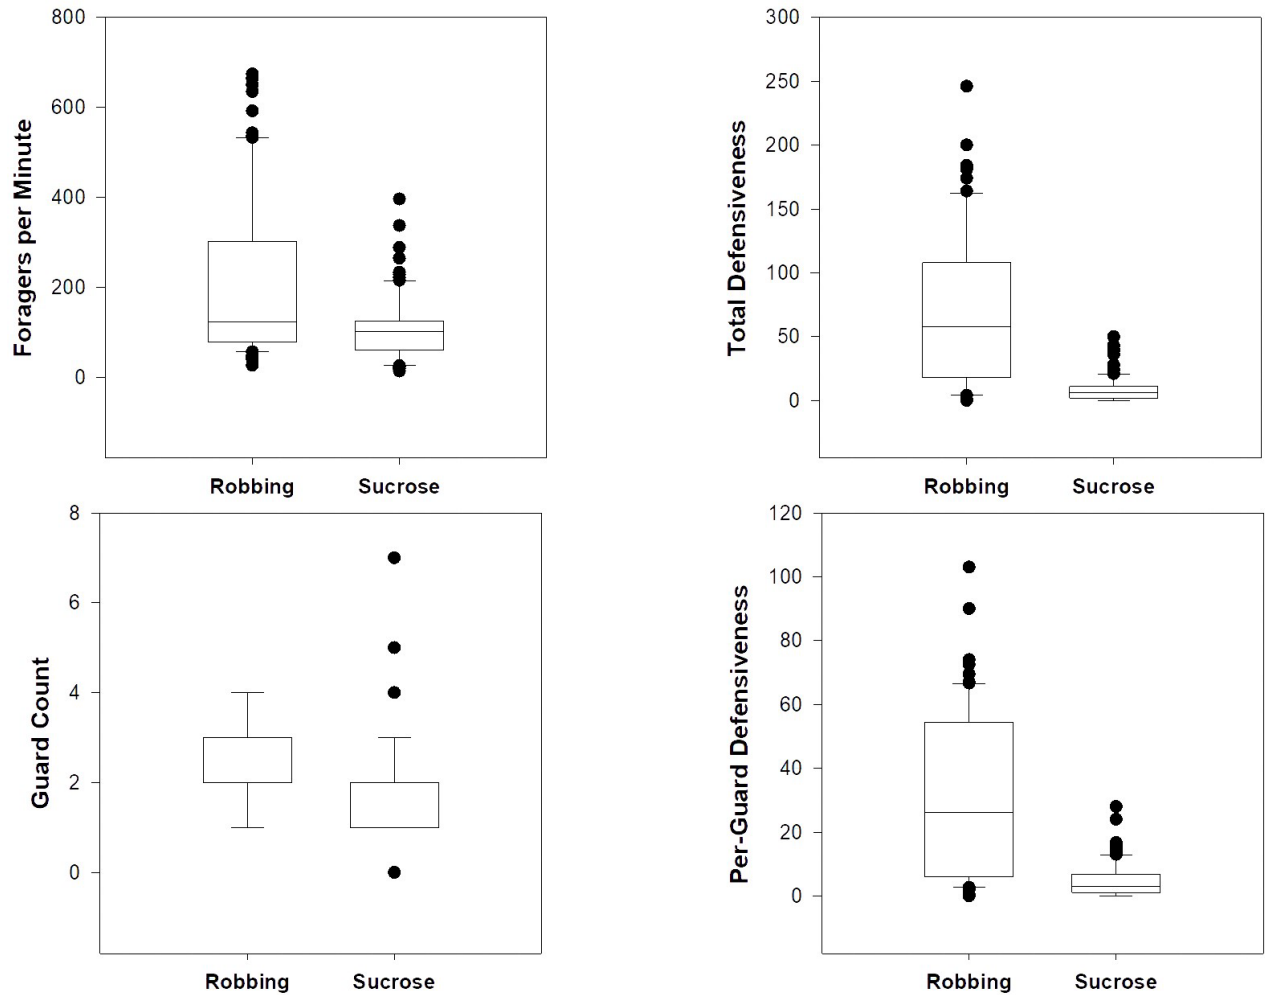 800
600
400
200
0
Foragers per Minute
Robbing
Sucrose
300
250
200
150
100
50
0
Total Defensiveness
Robbing
Sucrose
8
6
4
2
0
Guard Count
Robbing
Sucrose
120
100
80
60
40
20
0
Per-Guard Defensiveness
Robbing
Sucrose